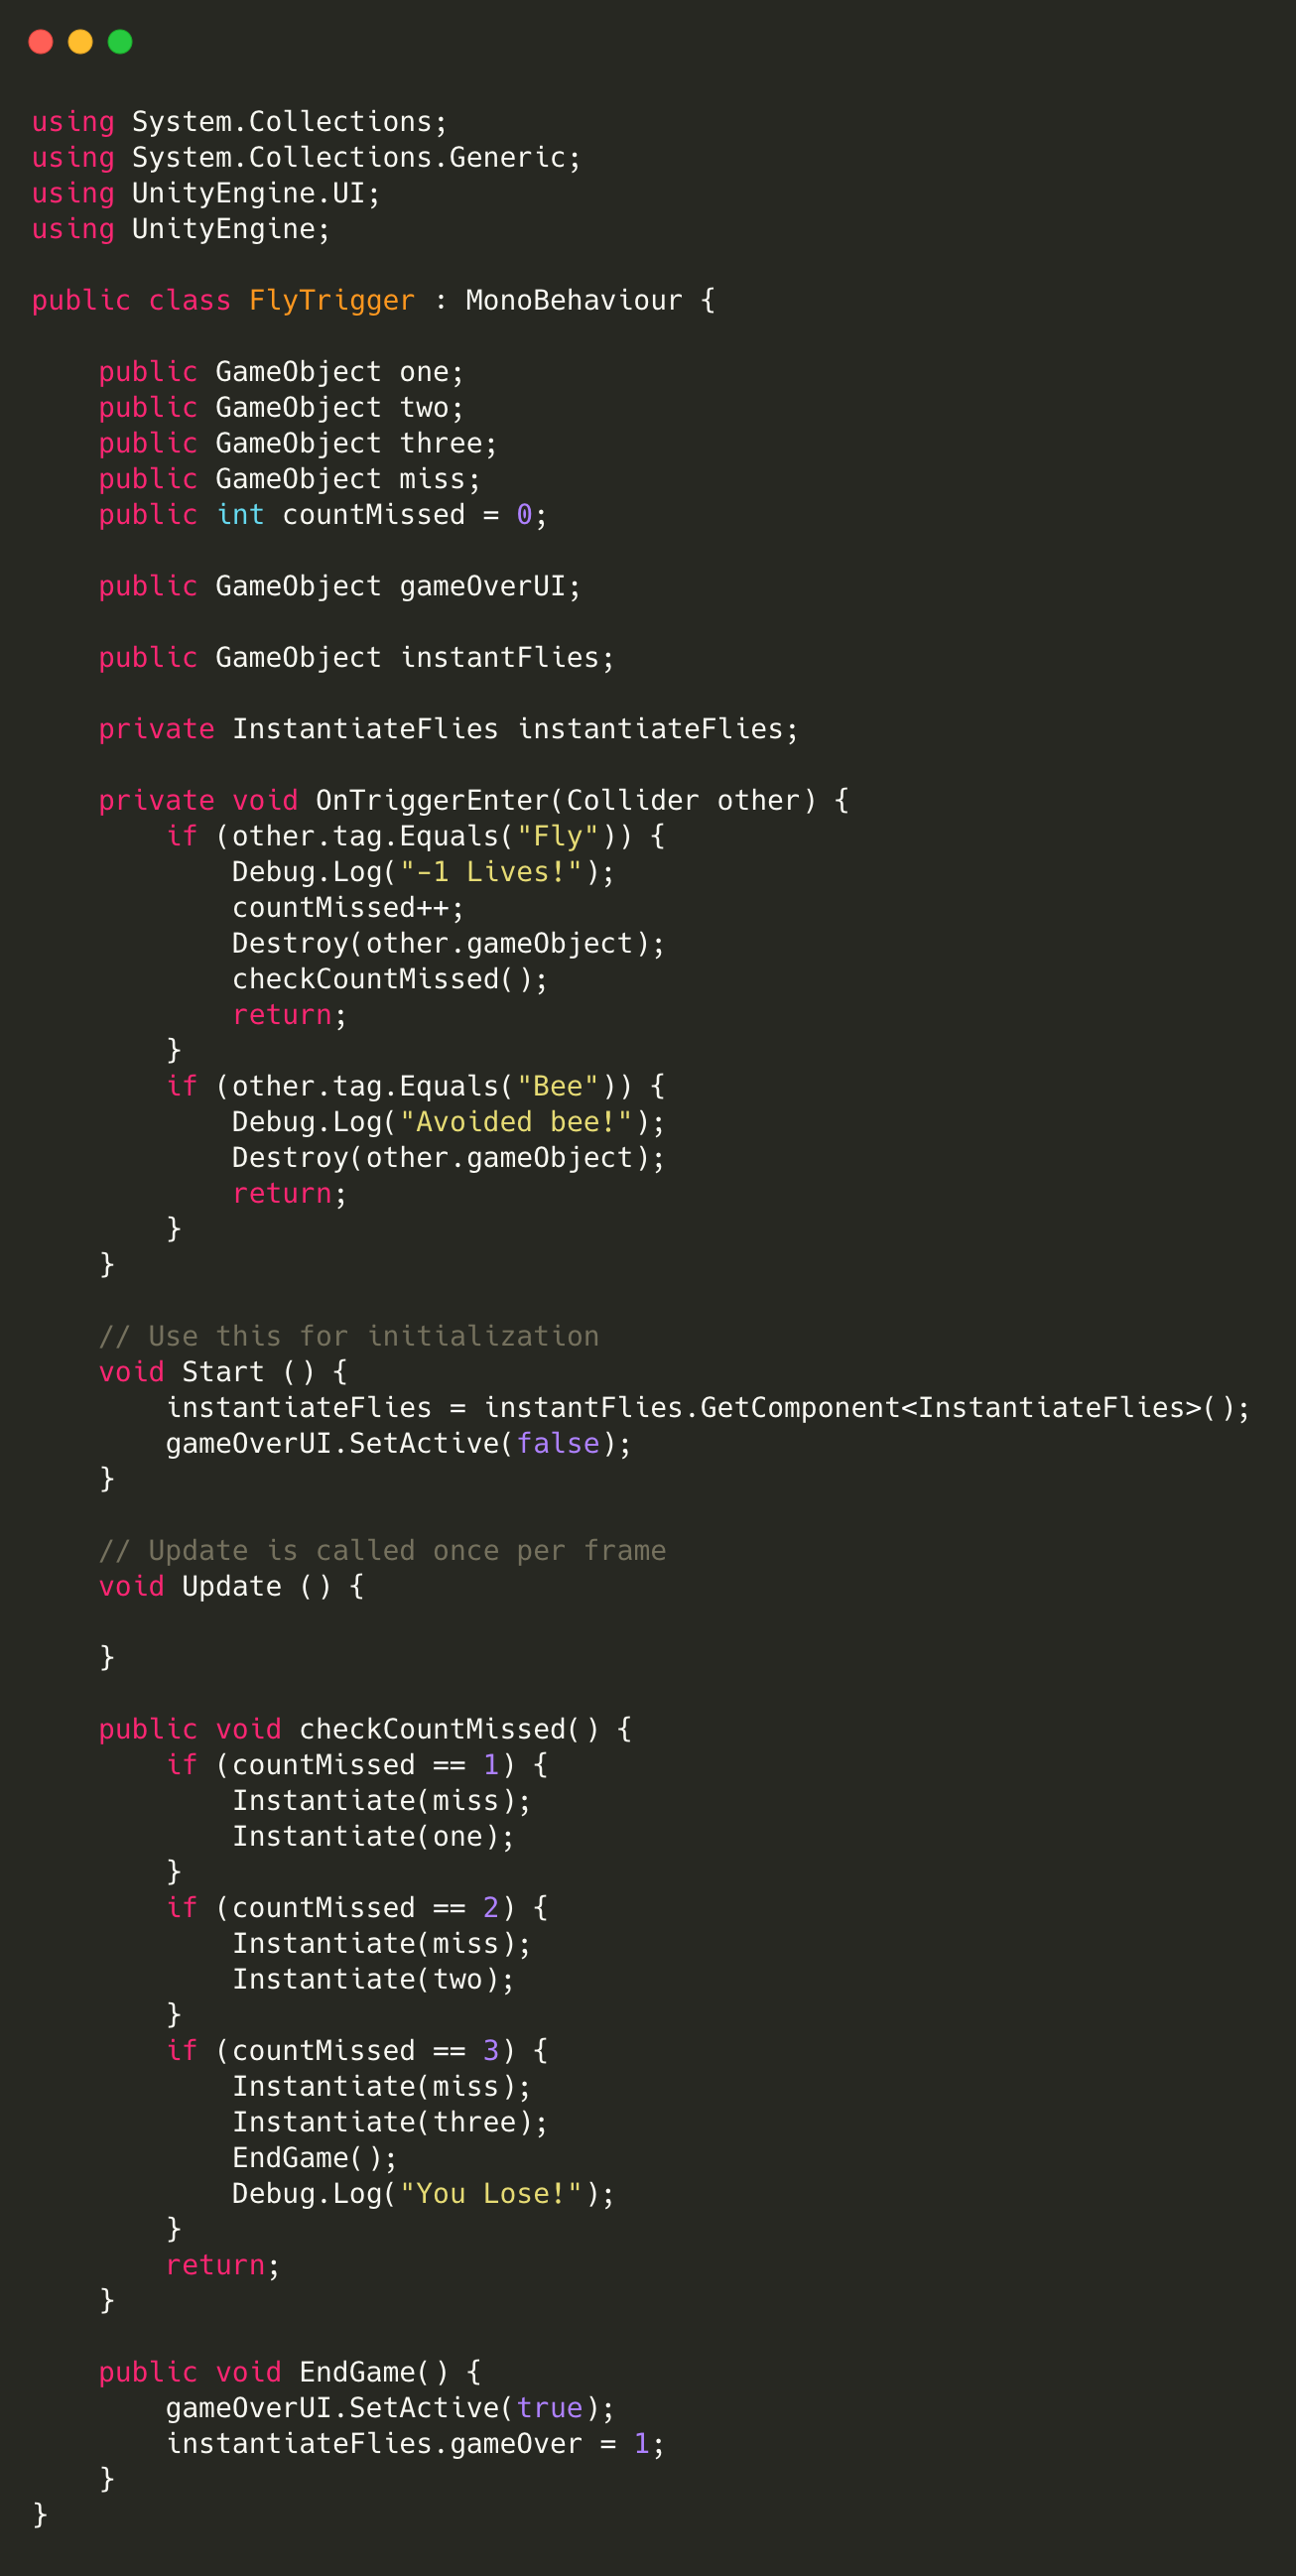 using System.Collections;
using System.Collections.Generic;
using UnityEngine.UI;
using UnityEngine;

public class FlyTrigger : MonoBehaviour {

    public GameObject one;
    public GameObject two;
    public GameObject three;
    public GameObject miss;
    public int countMissed = 0;

    public GameObject gameOverUI;

    public GameObject instantFlies;

    private InstantiateFlies instantiateFlies;

    private void OnTriggerEnter(Collider other) {
        if (other.tag.Equals("Fly")) {
            Debug.Log("-1 Lives!");
            countMissed++;
            Destroy(other.gameObject);
            checkCountMissed();
            return;
        }
        if (other.tag.Equals("Bee")) {
            Debug.Log("Avoided bee!");
            Destroy(other.gameObject);
            return;
        }
    }

    // Use this for initialization
    void Start () {
        instantiateFlies = instantFlies.GetComponent<InstantiateFlies>();
        gameOverUI.SetActive(false);
    }

    // Update is called once per frame
    void Update () {

    }

    public void checkCountMissed() {
        if (countMissed == 1) {
            Instantiate(miss);
            Instantiate(one);
        }
        if (countMissed == 2) {
            Instantiate(miss);
            Instantiate(two);
        }
        if (countMissed == 3) {
            Instantiate(miss);
            Instantiate(three);
            EndGame();
            Debug.Log("You Lose!");
        }
        return;
    }

    public void EndGame() {
        gameOverUI.SetActive(true);
        instantiateFlies.gameOver = 1;
    }
}